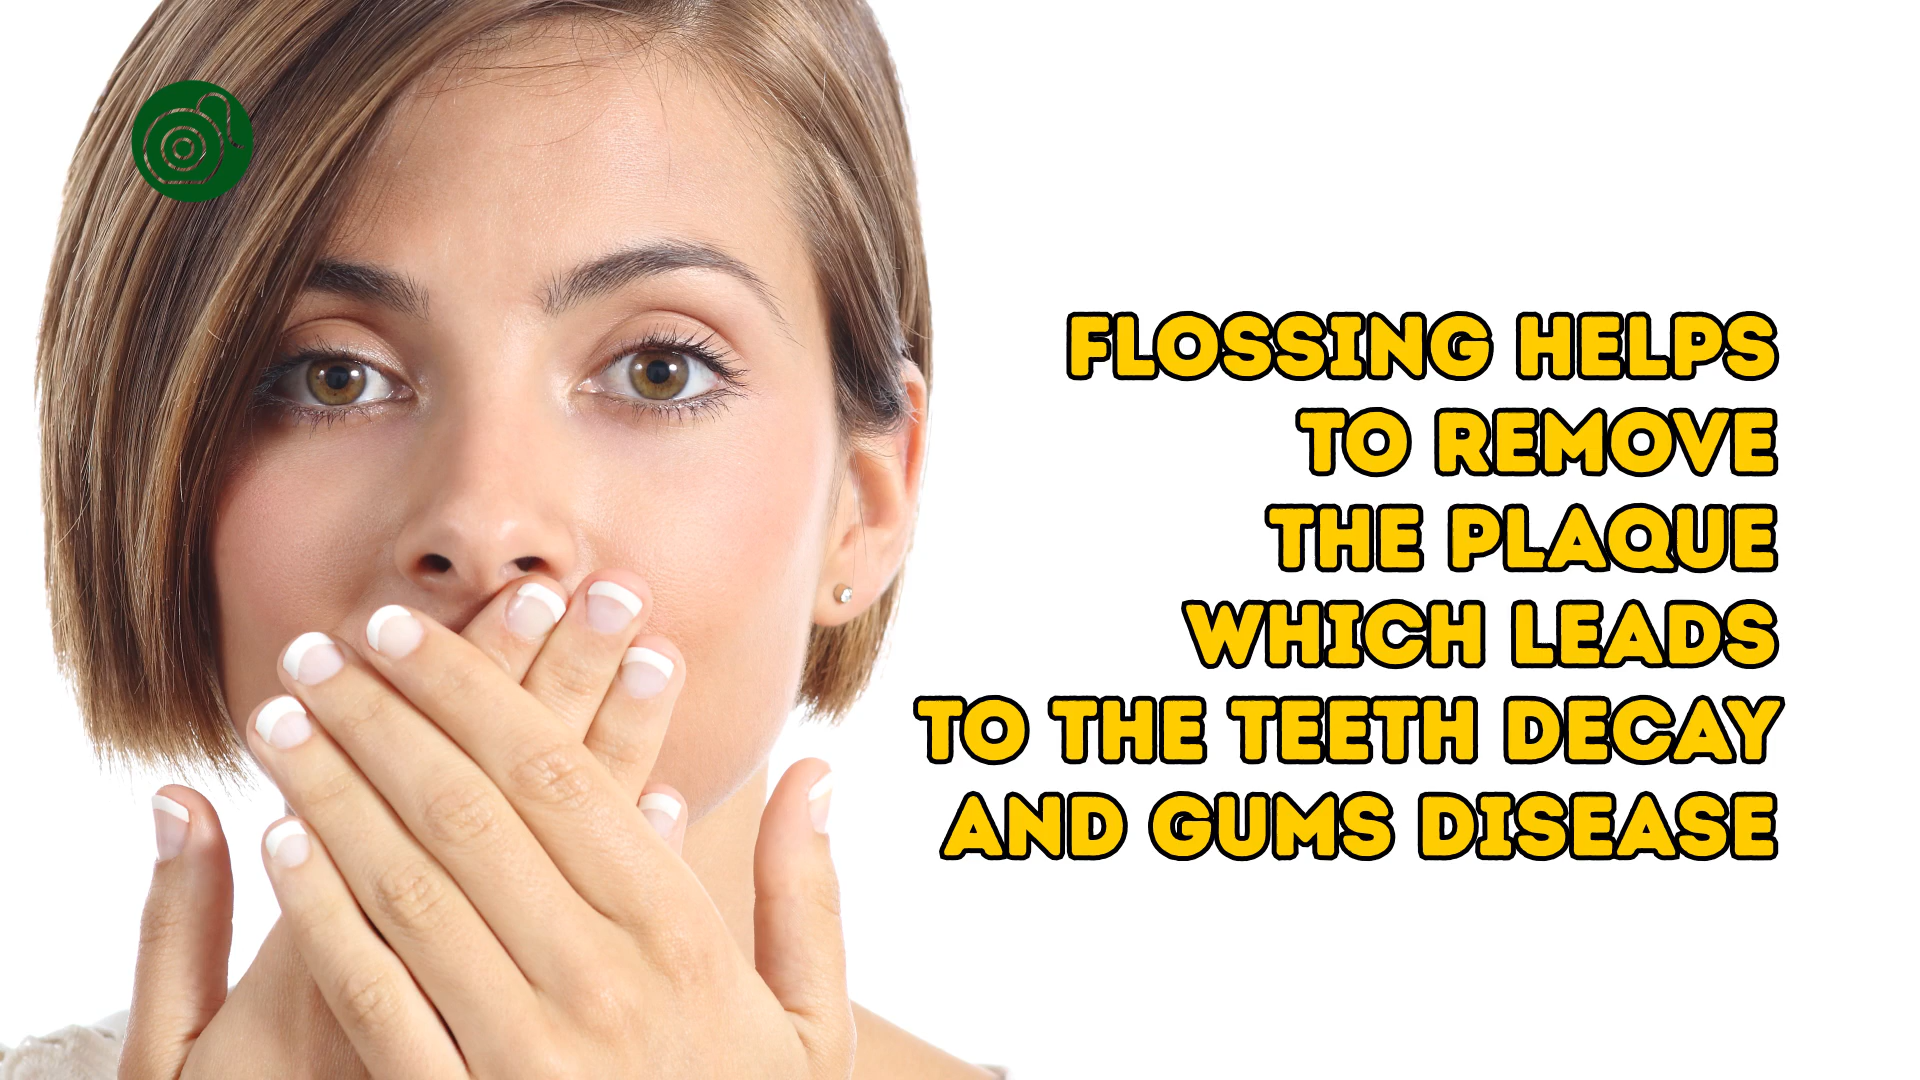 FLOSSING HELPS
TO REMOVE
THE PLAQUE
WHICH LEADS
TO THE TEETH DECAY
AND GUMS DISEASE